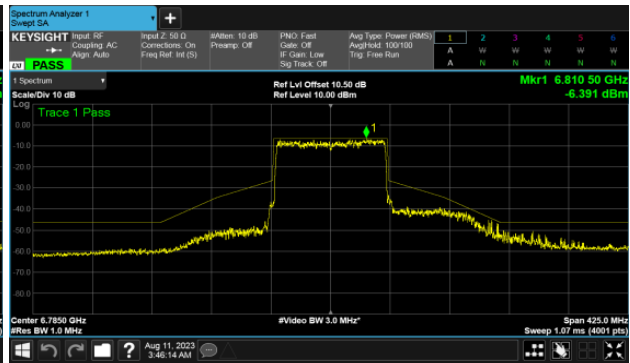 Spectrum Analyzer 1
Swept SA
+
KEYSIGHT Input: RF Input Z: 50 Ω #Atten: 10 dB PNO: Fast Avg Type: Power (RMS) 1 2 3 4 5 6
Coupling: AC Corrections: On Preamp: Off Gate: Off Avg|Hold: 100/100 A W W W W W
Align: Auto Freq Ref: Int (S) IF Gain: Low Trig: Free Run
Sig Track: Off A N N N N N
EXT PASS
1 Spectrum Ref Lvl Offset 10.50 dB Mkr1 6.810 50 GHz
Scale/Div 10 dB Ref Level 10.00 dBm -6.391 dBm
Log
Trace 1 Pass
0.00
1
-10.0
-20.0
-30.0
-40.0
-50.0
-60.0
-70.0
-80.0
Center 6.7850 GHz #Video BW 3.0 MHz* Span 425.0 MHz
#Res BW 1.0 MHz Sweep 1.07 ms (4001 pts)
? Aug 11, 2023
3:46:14 AM